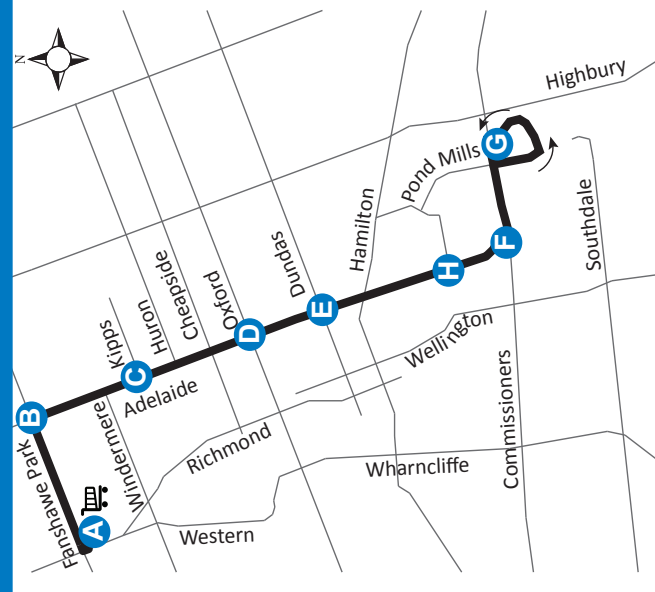 N
Highbury
Fanshawe Park
B
A
Windermere
Kipps
C
Adelaide
Huron
Cheapside
Oxford
D
Dundas
E
Richmond
Western
Hamilton
Pond Mills
G
H
F
Wellington
Wharncliffe
Commissioners
Southdale